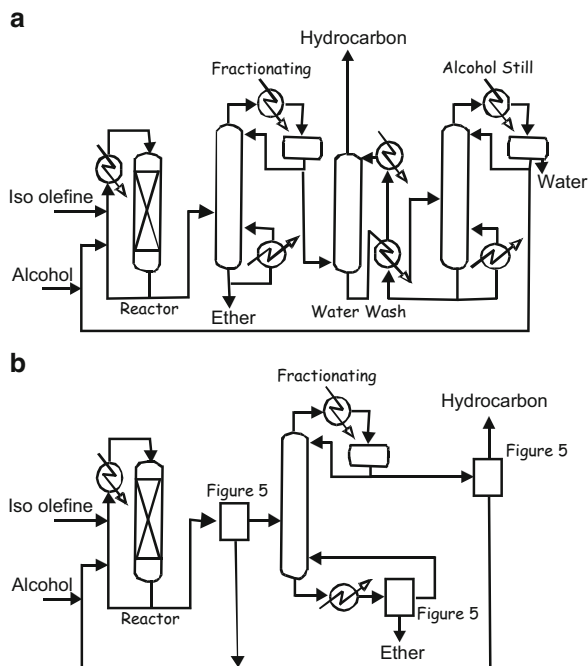 a
Hydrocarbon
Fractionating
Alcohol Still
Iso olefine
Water
Alcohol
Reactor
Ether
Water Wash
b
Fractionating
Hydrocarbon
Figure 5
Figure 5
Iso olefine
Alcohol
Reactor
Figure 5
Ether